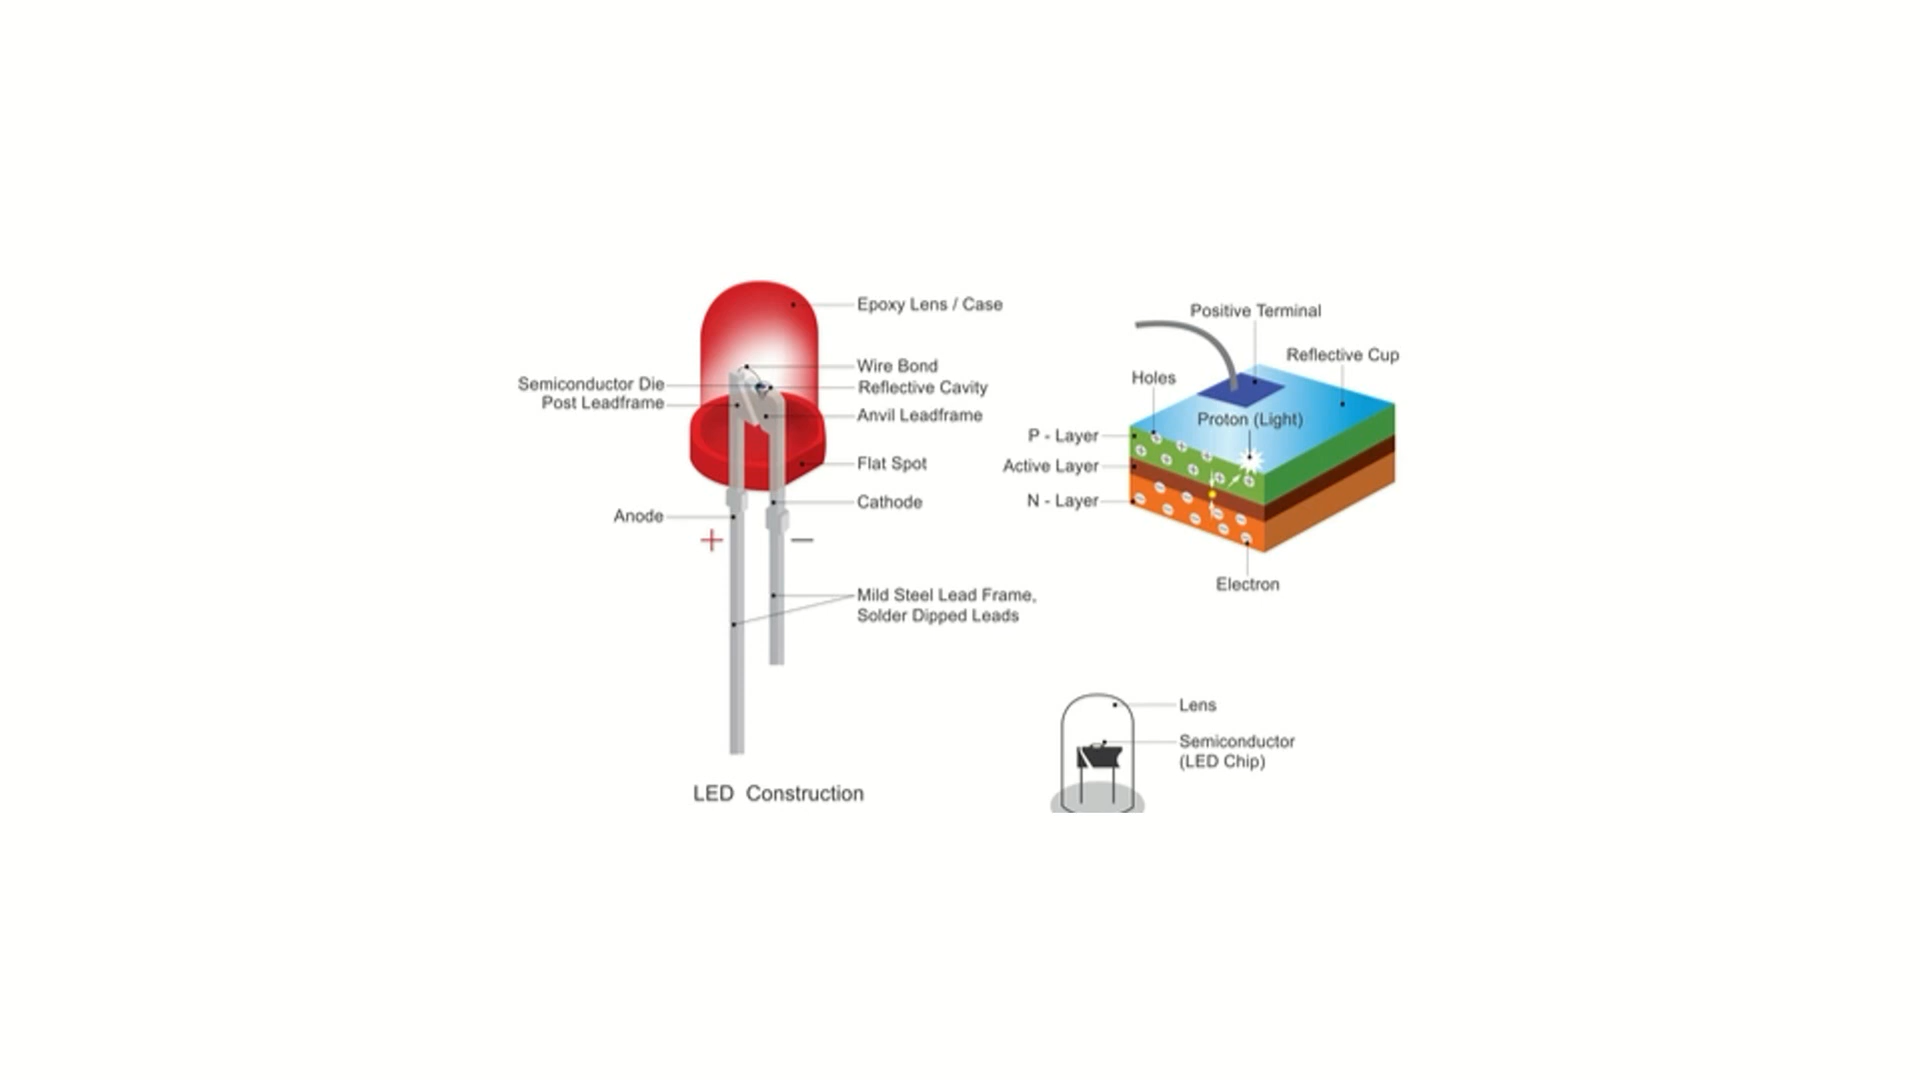 Epoxy Lens / Case
Wire Bond
Semiconductor Die
Reflective Cavity
Post Leadframe
Anvil Leadframe
Flat Spot
Cathode
Anode
+
−
Mild Steel Lead Frame,
Solder Dipped Leads
LED Construction
Positive Terminal
Reflective Cup
Holes
Proton (Light)
P - Layer
Active Layer
N - Layer
Electron
Lens
Semiconductor
(LED Chip)